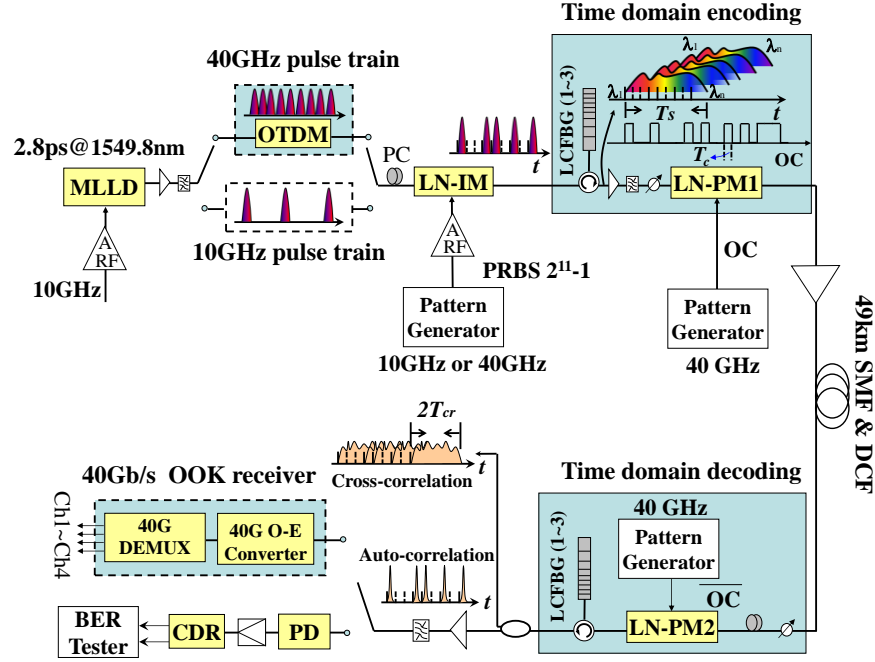 Time domain encoding
40GHz pulse train
OTDM
2.8ps@1549.8nm
MLLD
A
RF
10GHz
10GHz pulse train
PC
LN-IM
t
A
RF
PRBS 2¹¹-1
Pattern
Generator
10GHz or 40GHz
LCFBG (1~3)
λ1
λn
λ1
λn
Ts
t
Tc
OC
LN-PM1
OC
Pattern
Generator
40 GHz
49km SMF & DCF
2Tcr
t
Cross-correlation
40Gb/s OOK receiver
Ch1~Ch4
40G
DEMUX
40G O-E
Converter
Auto-correlation
t
BER
Tester
CDR
PD
Time domain decoding
40 GHz
LCFBG (1~3)
Pattern
Generator
O̅C̅
LN-PM2